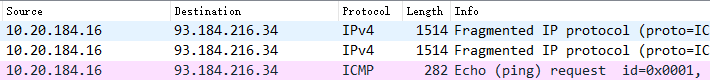 Source Destination Protocol Length Info
10.20.184.16 93.184.216.34 IPv4 1514 Fragmented IP protocol (proto=IC
10.20.184.16 93.184.216.34 IPv4 1514 Fragmented IP protocol (proto=IC
10.20.184.16 93.184.216.34 ICMP 282 Echo (ping) request id=0x0001,